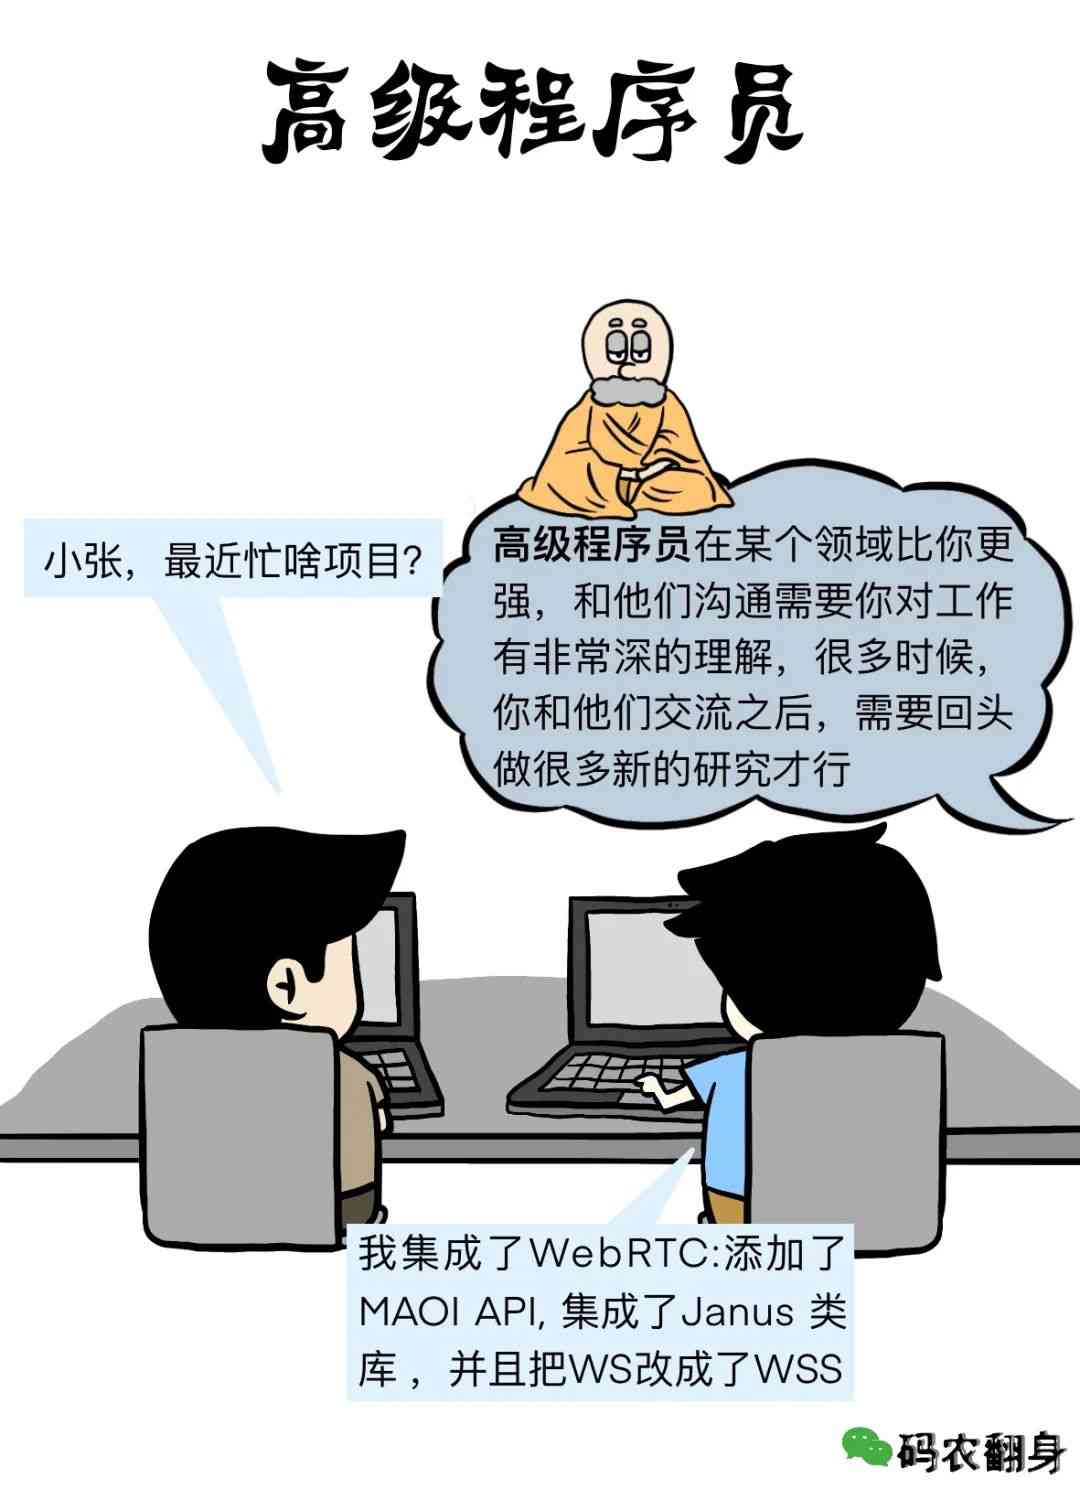 高级程序员
小张，最近忙啥项目?
高级程序员在某个领域比你更
强，和他们沟通需要你对工作
有非常深的理解，很多时候，
你和他们交流之后，需要回头
做很多新的研究才行
我集成了WebRTC:添加了
MAOI API, 集成了Janus 类
库 ，并且把WS改成了WSS
码农翻身